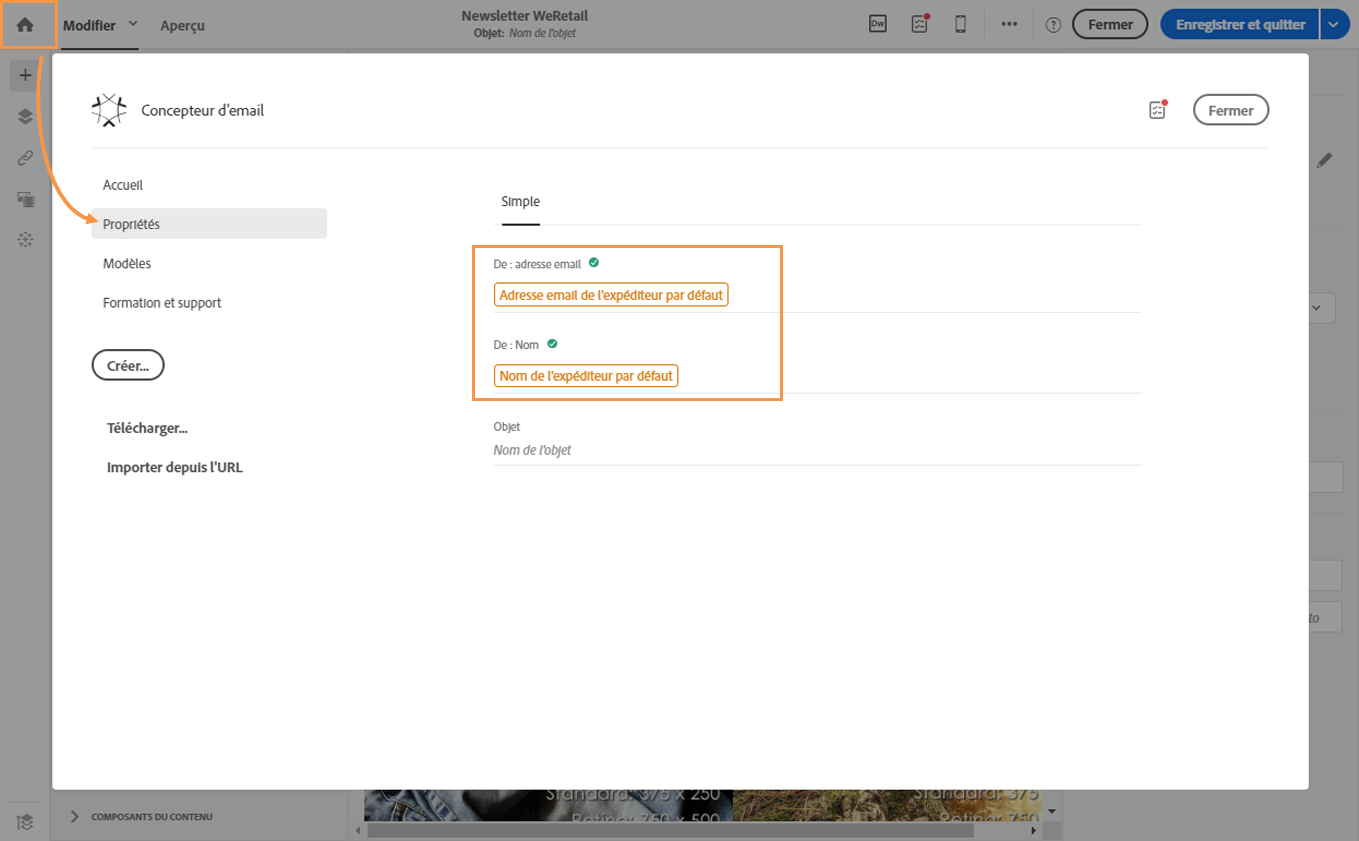 Modifier
Aperçu
Newsletter WeRetail
Objet: Nom de l'objet
Dw
Fermer
Enregistrer et quitter
Concepteur d'email
Fermer
Accueil
Propriétés
Modèles
Formation et support
Créer...
Télécharger...
Importer depuis l'URL
Simple
De : adresse email
Adresse email de l'expéditeur par défaut
De : Nom
Nom de l'expéditeur par défaut
Objet
Nom de l'objet
to
COMPOSANTS DU CONTENU
Standard: 375 x 250
Retina: 750 x 500
Standard: 375
Retina: 750